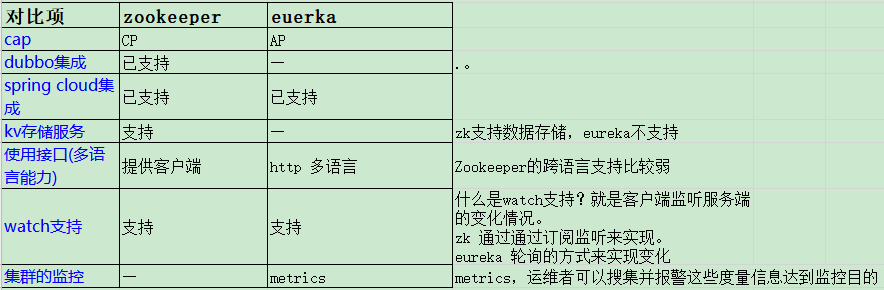 对比项 zookeeper euerka
cap CP AP
dubbo集成 已支持 — .。
spring cloud集
成 已支持 已支持
kv存储服务 支持 — zk支持数据存储，eureka不支持
使用接口(多语
言能力) 提供客户端 http 多语言 Zookeeper的跨语言支持比较弱
什么是watch支持？就是客户端监听服务端
的变化情况。
watch支持 支持 支持
zk 通过通过订阅监听来实现。
eureka 轮询的方式来实现变化
集群的监控 — metrics metrics，运维者可以搜集并报警这些度量信息达到监控目的